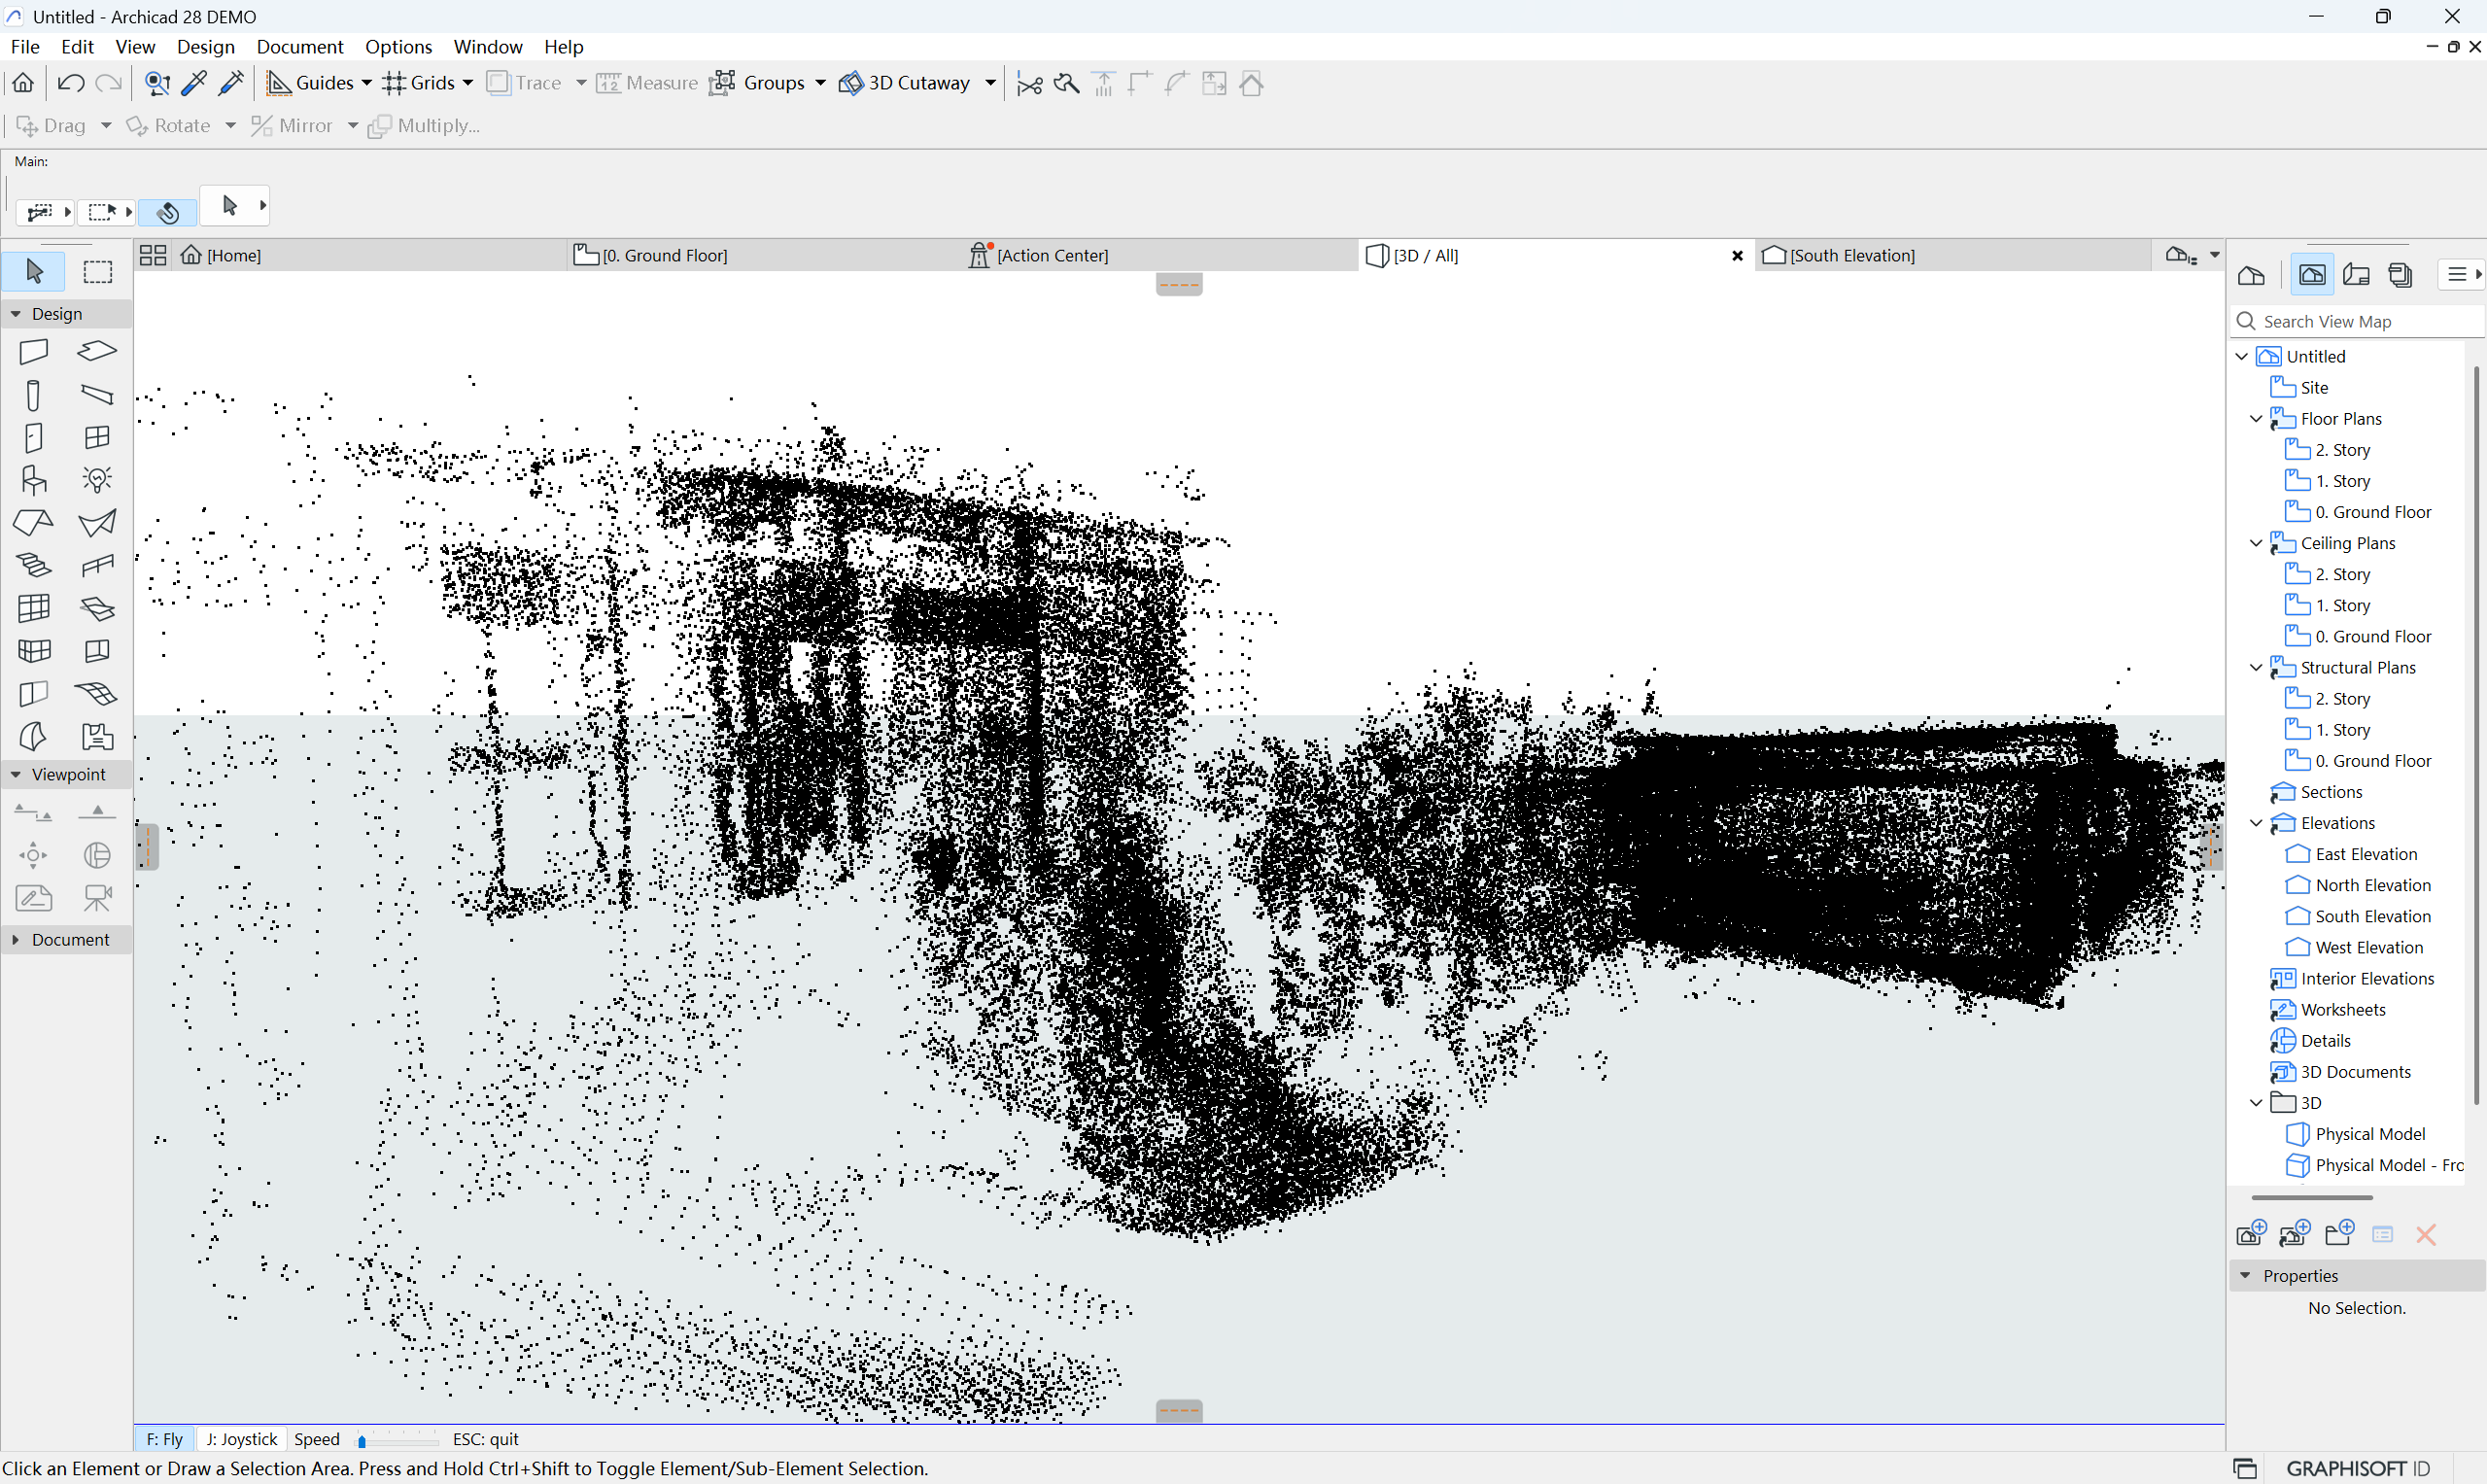 Untitled - Archicad 28 DEMO
File Edit View Design Document Options Window Help
Guides Grids Trace Measure Groups 3D Cutaway
Drag Rotate Mirror Multiply...
Main:
[Home] [0. Ground Floor] [Action Center] [3D / All] [South Elevation]
Design
Viewpoint
Document
Search View Map
Untitled
Site
Floor Plans
2. Story
1. Story
0. Ground Floor
Ceiling Plans
2. Story
1. Story
0. Ground Floor
Structural Plans
2. Story
1. Story
0. Ground Floor
Sections
Elevations
East Elevation
North Elevation
South Elevation
West Elevation
Interior Elevations
Worksheets
Details
3D Documents
3D
Physical Model
Physical Model - Frc
Properties
No Selection.
F: Fly J: Joystick Speed ESC: quit
Click an Element or Draw a Selection Area. Press and Hold Ctrl+Shift to Toggle Element/Sub-Element Selection.
GRAPHISOFT ID